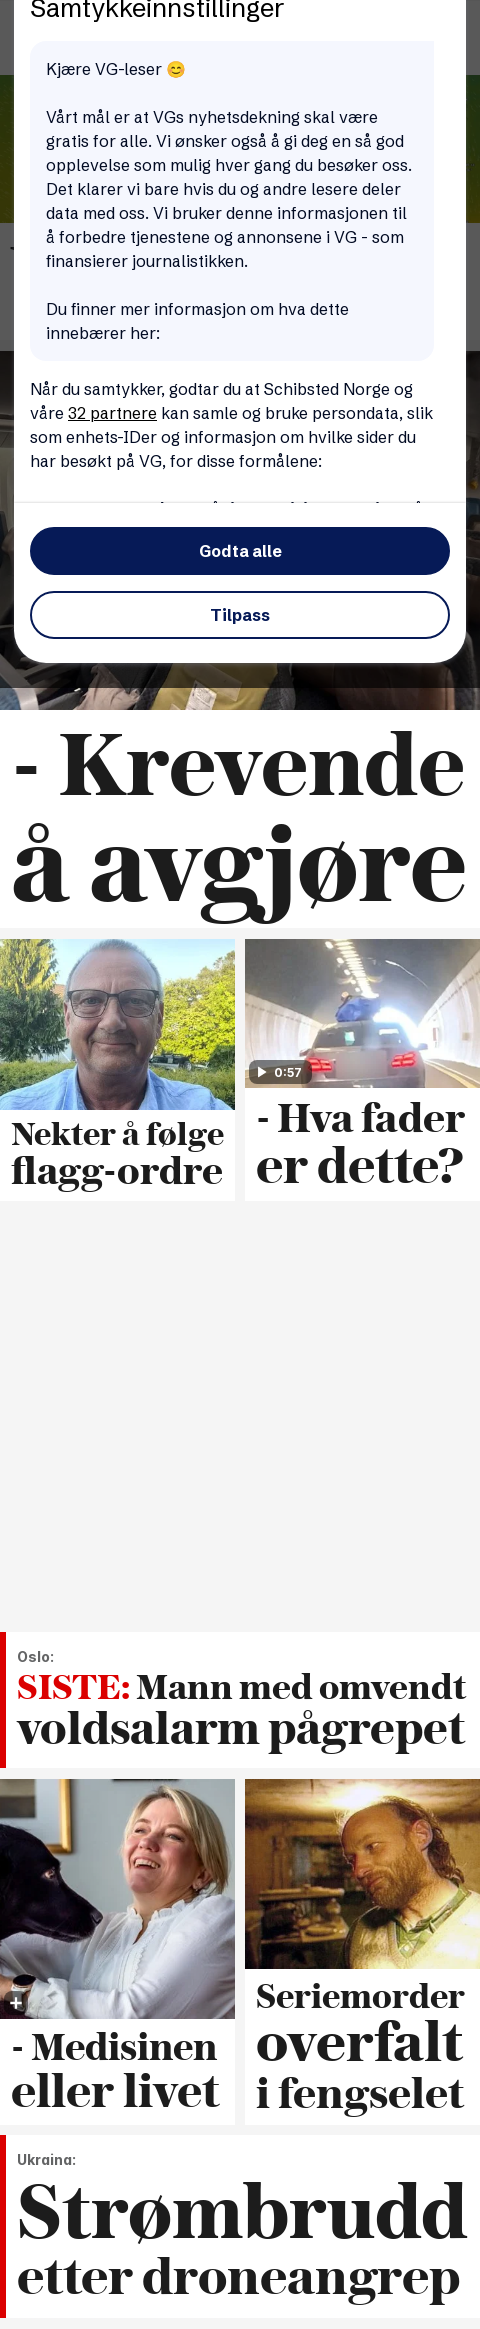 Samtykkeinnstillinger
Kjære VG-leser 😊
Vårt mål er at VGs nyhetsdekning skal være
gratis for alle. Vi ønsker også å gi deg en så god
opplevelse som mulig hver gang du besøker oss.
Det klarer vi bare hvis du og andre lesere deler
data med oss. Vi bruker denne informasjonen til
å forbedre tjenestene og annonsene i VG - som
finansierer journalistikken.
Du finner mer informasjon om hva dette
innebærer her:
Når du samtykker, godtar du at Schibsted Norge og
våre 32 partnere kan samle og bruke persondata, slik
som enhets-IDer og informasjon om hvilke sider du
har besøkt på VG, for disse formålene:
Godta alle
Tilpass
- Krevende
å avgjøre
Nekter å følge
flagg-ordre
0:57
- Hva fader
er dette?
Oslo:
SISTE: Mann med omvendt
voldsalarm pågrepet
- Medisinen
eller livet
Seriemorder
overfalt
i fengselet
Ukraina:
Strømbrudd
etter droneangrep